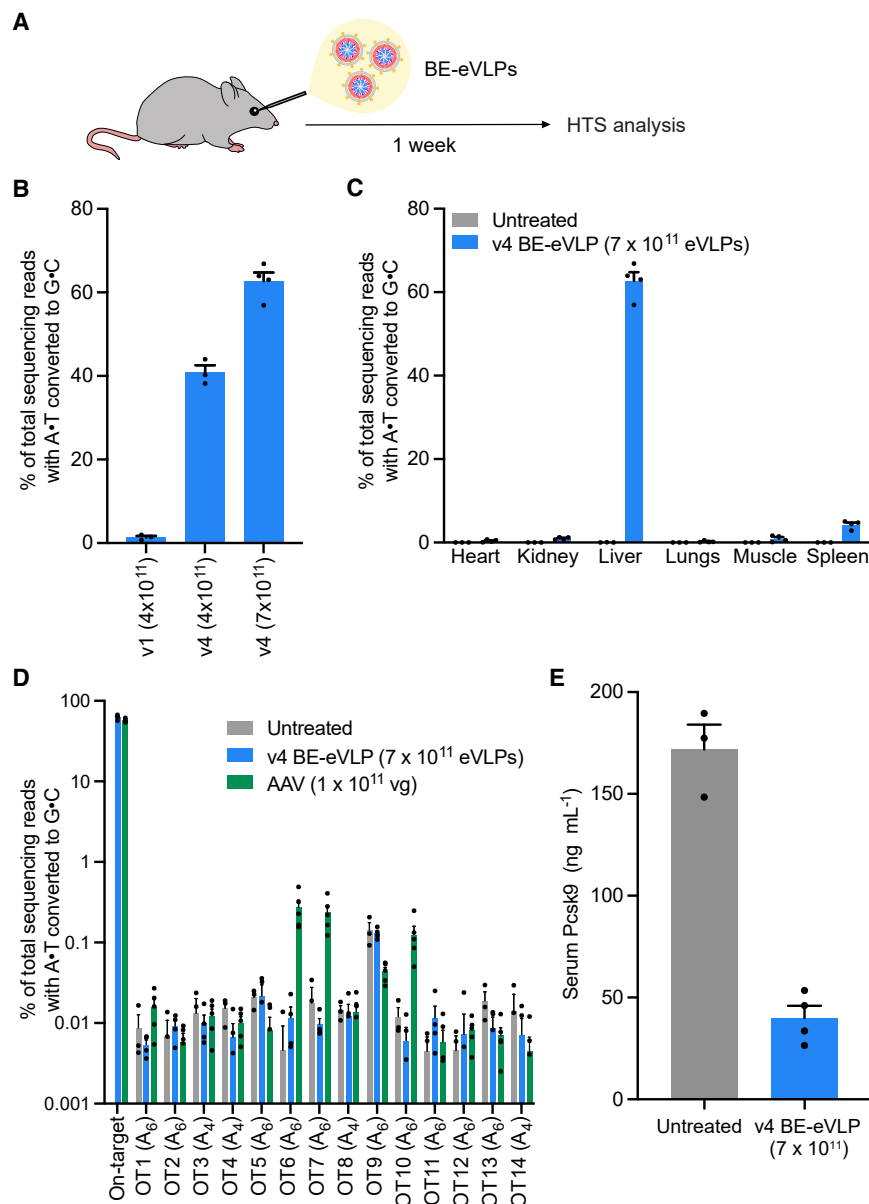 A
BE-eVLPs
1 week
HTS analysis
B
% of total sequencing reads
with A•T converted to G•C
80
60
40
20
0
v1 (4x10¹¹)
v4 (4x10¹¹)
v4 (7x10¹¹)
C
Untreated
v4 BE-eVLP (7 x 10¹¹ eVLPs)
% of total sequencing reads
with A•T converted to G•C
80
60
40
20
0
Heart
Kidney
Liver
Lungs
Muscle
Spleen
D
Untreated
v4 BE-eVLP (7 x 10¹¹ eVLPs)
AAV (1 x 10¹¹ vg)
% of total sequencing reads
with A•T converted to G•C
100
10
1
0.1
0.01
0.001
On-target
OT1 (A₆)
OT2 (A₆)
OT3 (A₄)
OT4 (A₄)
OT5 (A₆)
OT6 (A₆)
OT7 (A₆)
OT8 (A₄)
OT9 (A₆)
OT10 (A₆)
OT11 (A₆)
OT12 (A₆)
OT13 (A₆)
OT14 (A₄)
E
Serum Pcsk9 (ng mL⁻¹)
200
150
100
50
0
Untreated
v4 BE-eVLP
(7 x 10¹¹)